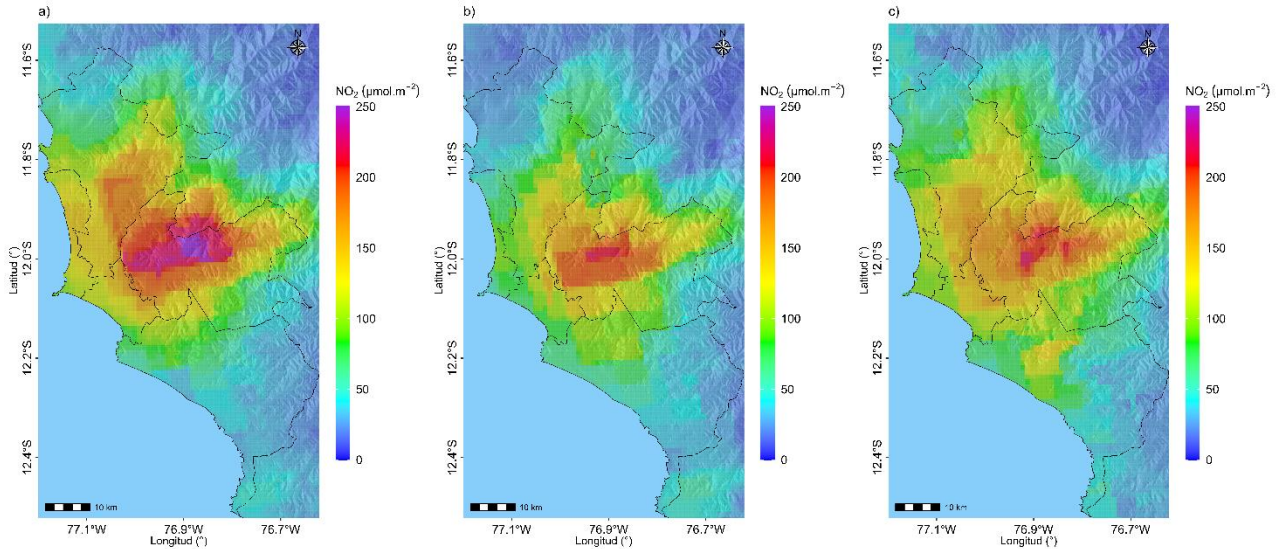 a)
N
NO₂ (μmol.m⁻²)
250
200
150
100
50
0
11.6°S
11.8°S
12.0°S
12.2°S
12.4°S
Latitud (°)
10 km
77.1°W 76.9°W 76.7°W
Longitud (°)
b)
N
NO₂ (μmol.m⁻²)
250
200
150
100
50
0
11.6°S
11.8°S
12.0°S
12.2°S
12.4°S
Latitud (°)
10 km
77.1°W 76.9°W 76.7°W
Longitud (°)
c)
N
NO₂ (μmol.m⁻²)
250
200
150
100
50
0
11.6°S
11.8°S
12.0°S
12.2°S
12.4°S
Latitud (°)
10 km
77.1°W 76.9°W 76.7°W
Longitud (°)